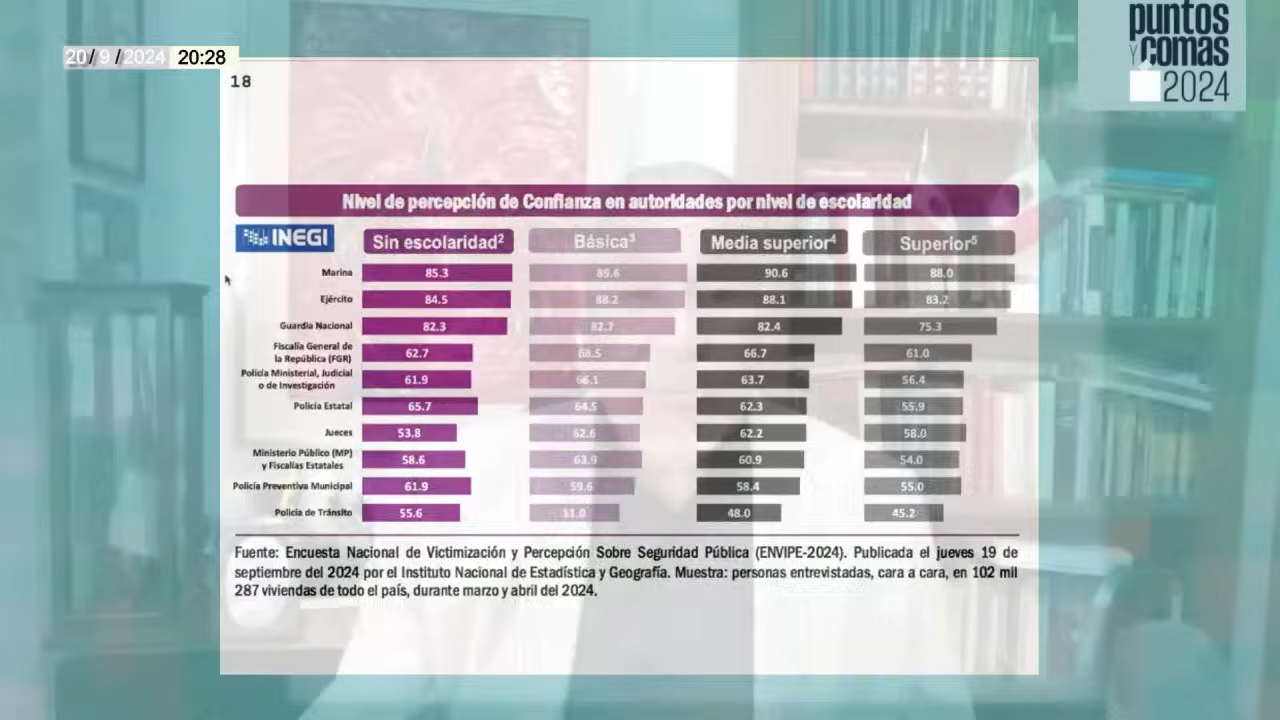 20/ 9 /2024 20:28
puntos
Y comas
2024
18
Nivel de percepción de Confianza en autoridades por nivel de escolaridad
INEGI Sin escolaridad² Básica³ Media superior⁴ Superior⁵
Marina 85.3 89.6 90.6 88.0
Ejército 84.5 88.2 88.1 83.2
Guardia Nacional 82.3 82.7 82.4 75.3
Fiscalía General de
la República (FGR) 62.7 68.5 66.7 61.0
Policía Ministerial, Judicial
o de Investigación 61.9 66.1 63.7 56.4
Policía Estatal 65.7 64.5 62.3 55.9
Jueces 53.8 62.6 62.2 58.0
Ministerio Público (MP)
y Fiscalías Estatales 58.6 63.9 60.9 54.0
Policía Preventiva Municipal 61.9 59.6 58.4 55.0
Policía de Tránsito 55.6 51.0 48.0 45.2
Fuente: Encuesta Nacional de Victimización y Percepción Sobre Seguridad Pública (ENVIPE-2024). Publicada el jueves 19 de
septiembre del 2024 por el Instituto Nacional de Estadística y Geografía. Muestra: personas entrevistadas, cara a cara, en 102 mil
287 viviendas de todo el país, durante marzo y abril del 2024.